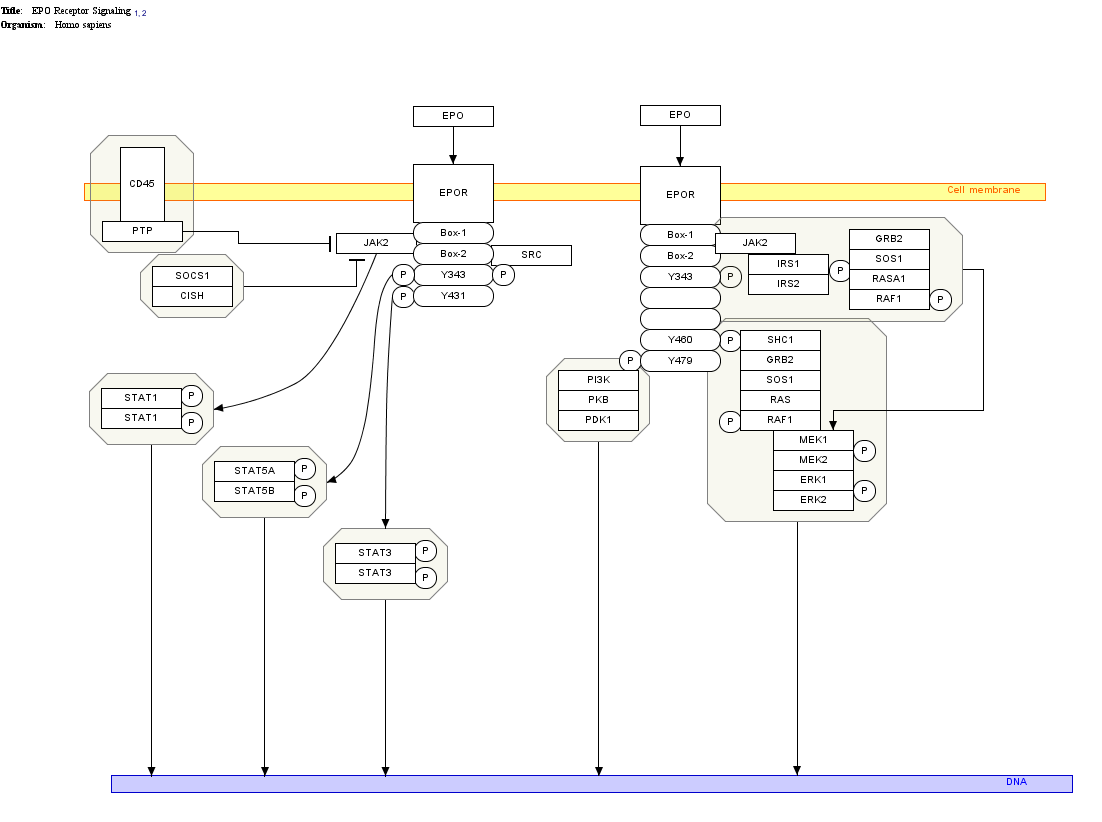 Title: EPO Receptor Signaling 1, 2
Organism: Homo sapiens
EPO
EPO
CD45
PTP
EPOR
EPOR
Cell membrane
Box-1
JAK2
Box-2
SRC
P
Y343
P
P
Y431
SOCS1
CISH
Box-1
JAK2
Box-2
Y343
P
IRS1
IRS2
P
GRB2
SOS1
RASA1
RAF1
P
Y460
P
P
Y479
SHC1
GRB2
SOS1
RAS
P
RAF1
MEK1
P
MEK2
ERK1
P
ERK2
PI3K
PKB
PDK1
STAT1
P
STAT1
P
STAT5A
P
STAT5B
P
STAT3
P
STAT3
P
DNA